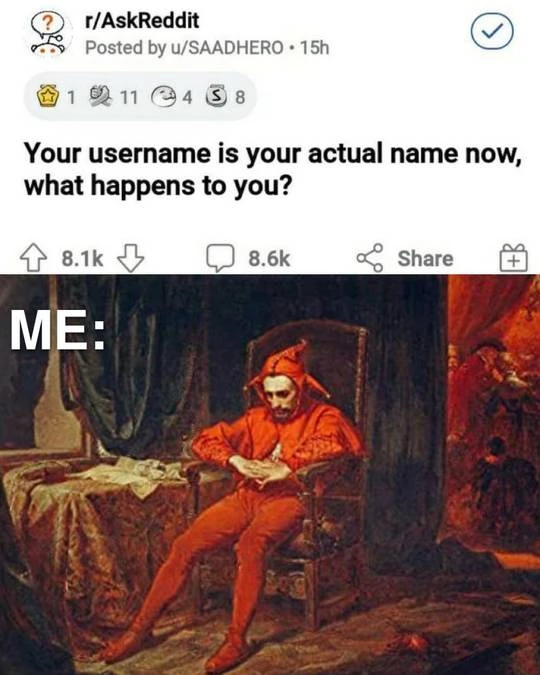 r/AskReddit
Posted by u/SAADHERO • 15h
1 11 4 S 8
Your username is your actual name now,
what happens to you?
8.1k 8.6k Share
ME: